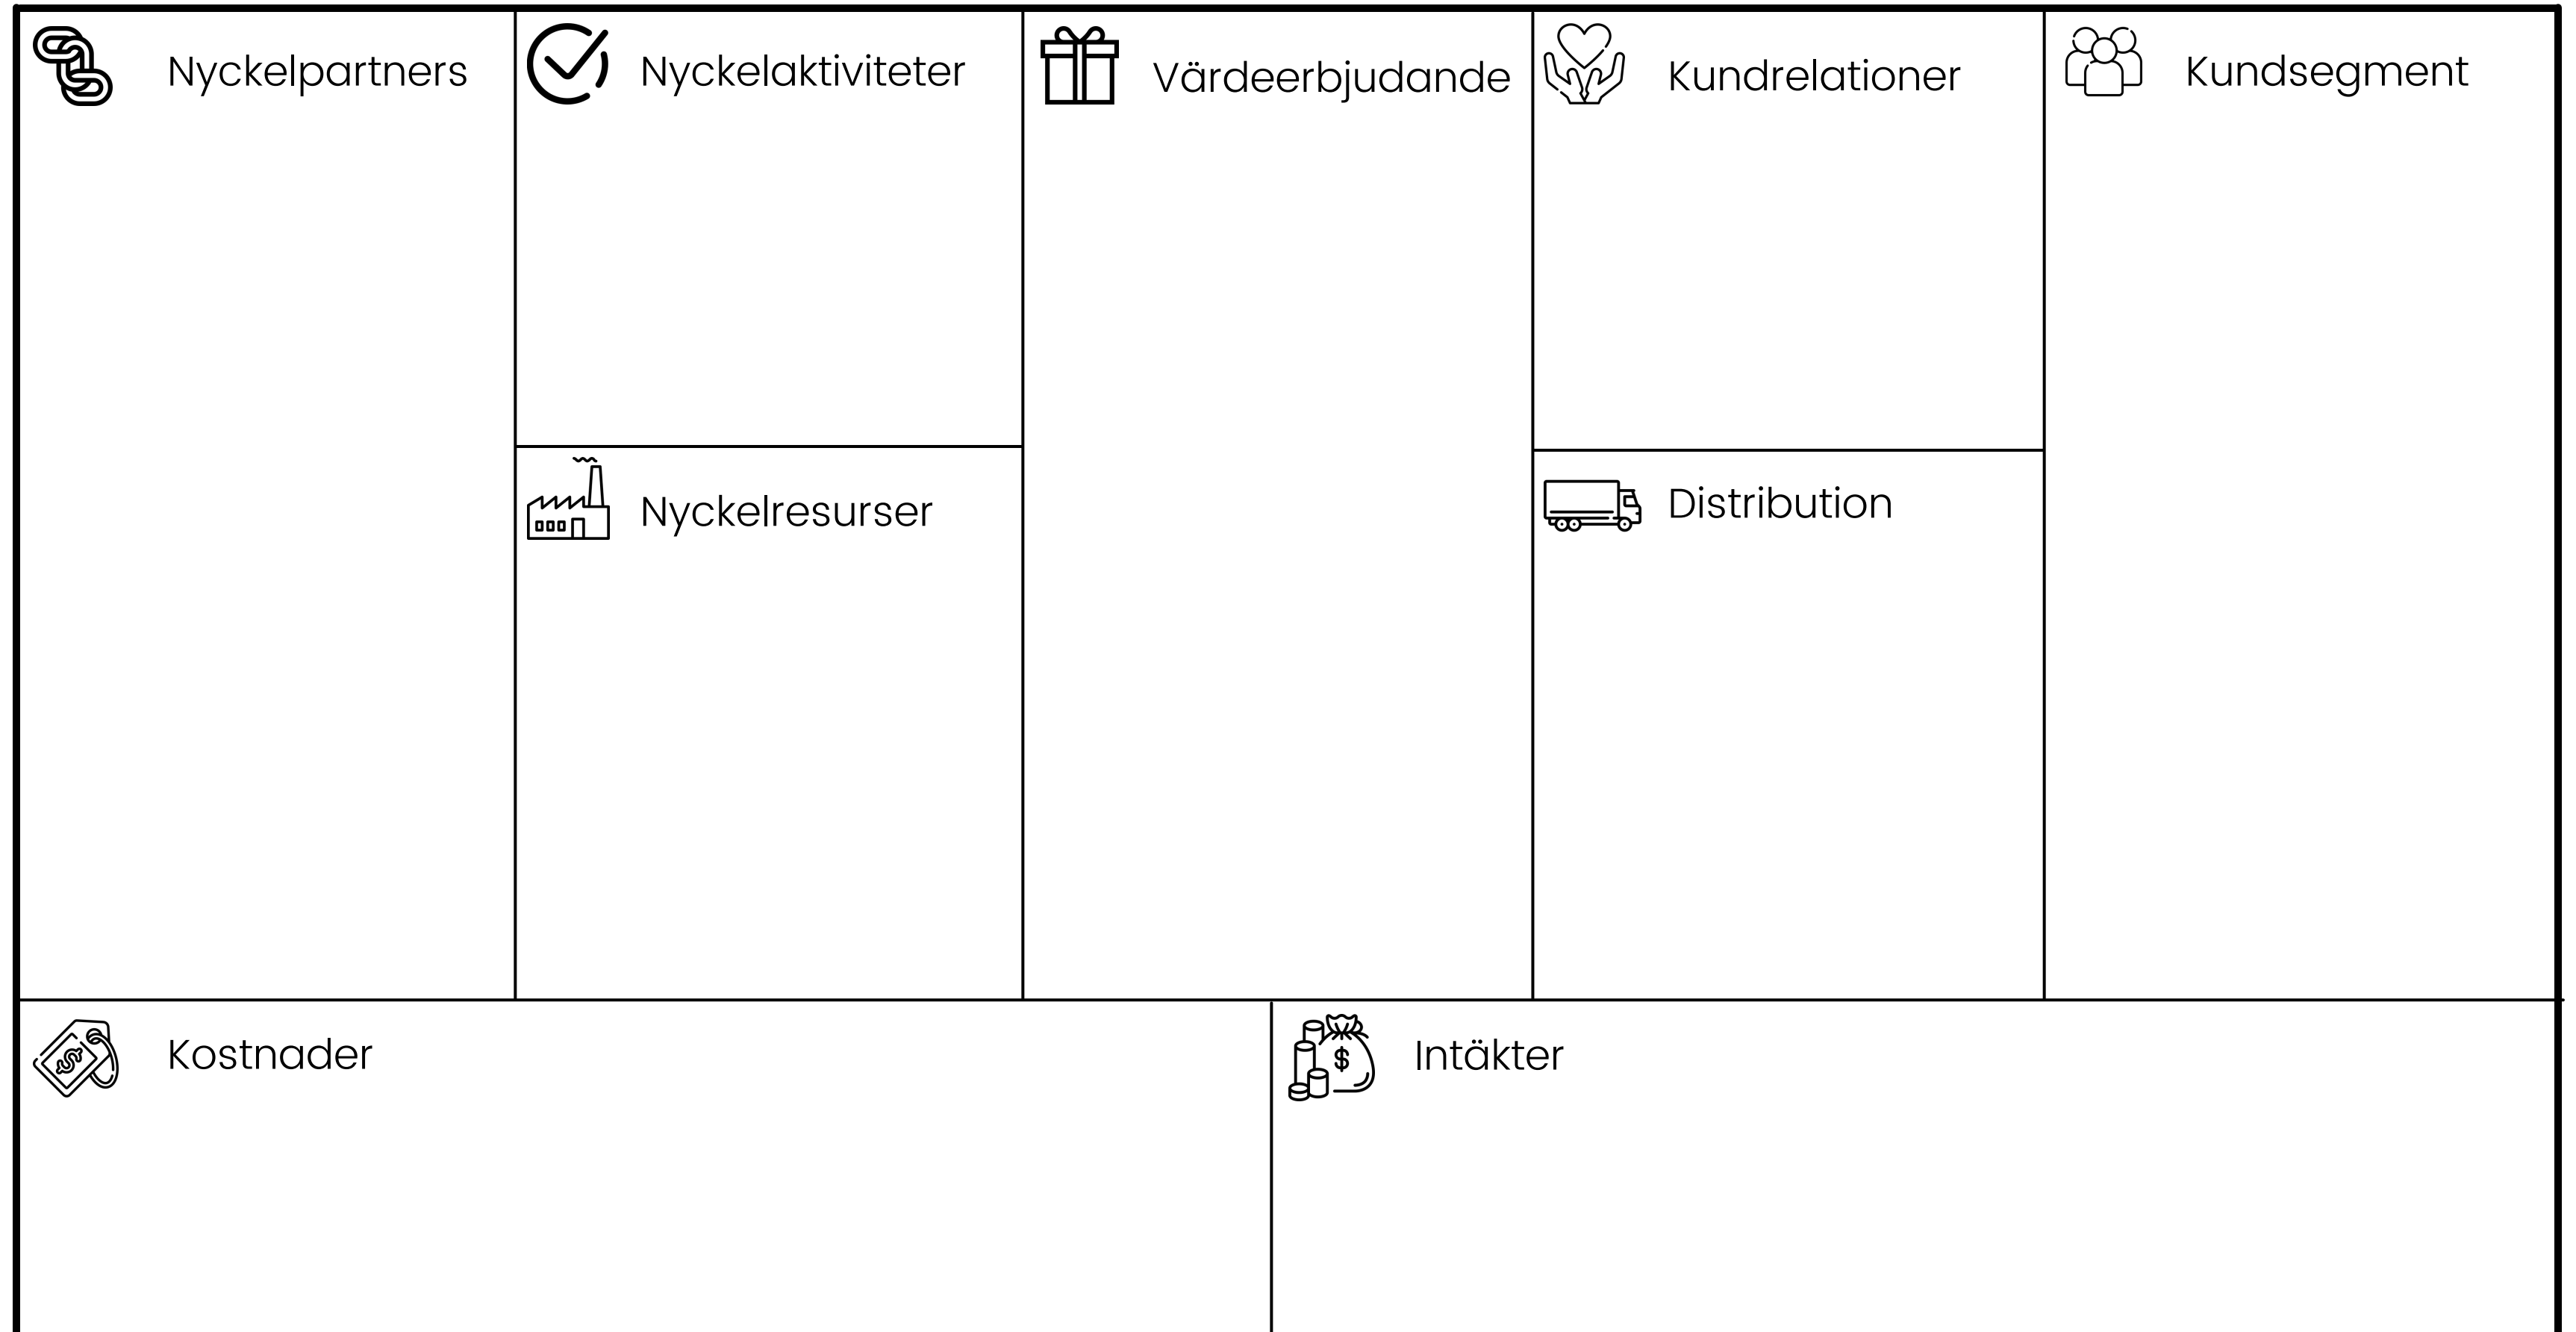 Nyckelpartners
Nyckelaktiviteter
Värdeerbjudande
Kundrelationer
Kundsegment
Nyckelresurser
Distribution
Kostnader
$
Intäkter
$